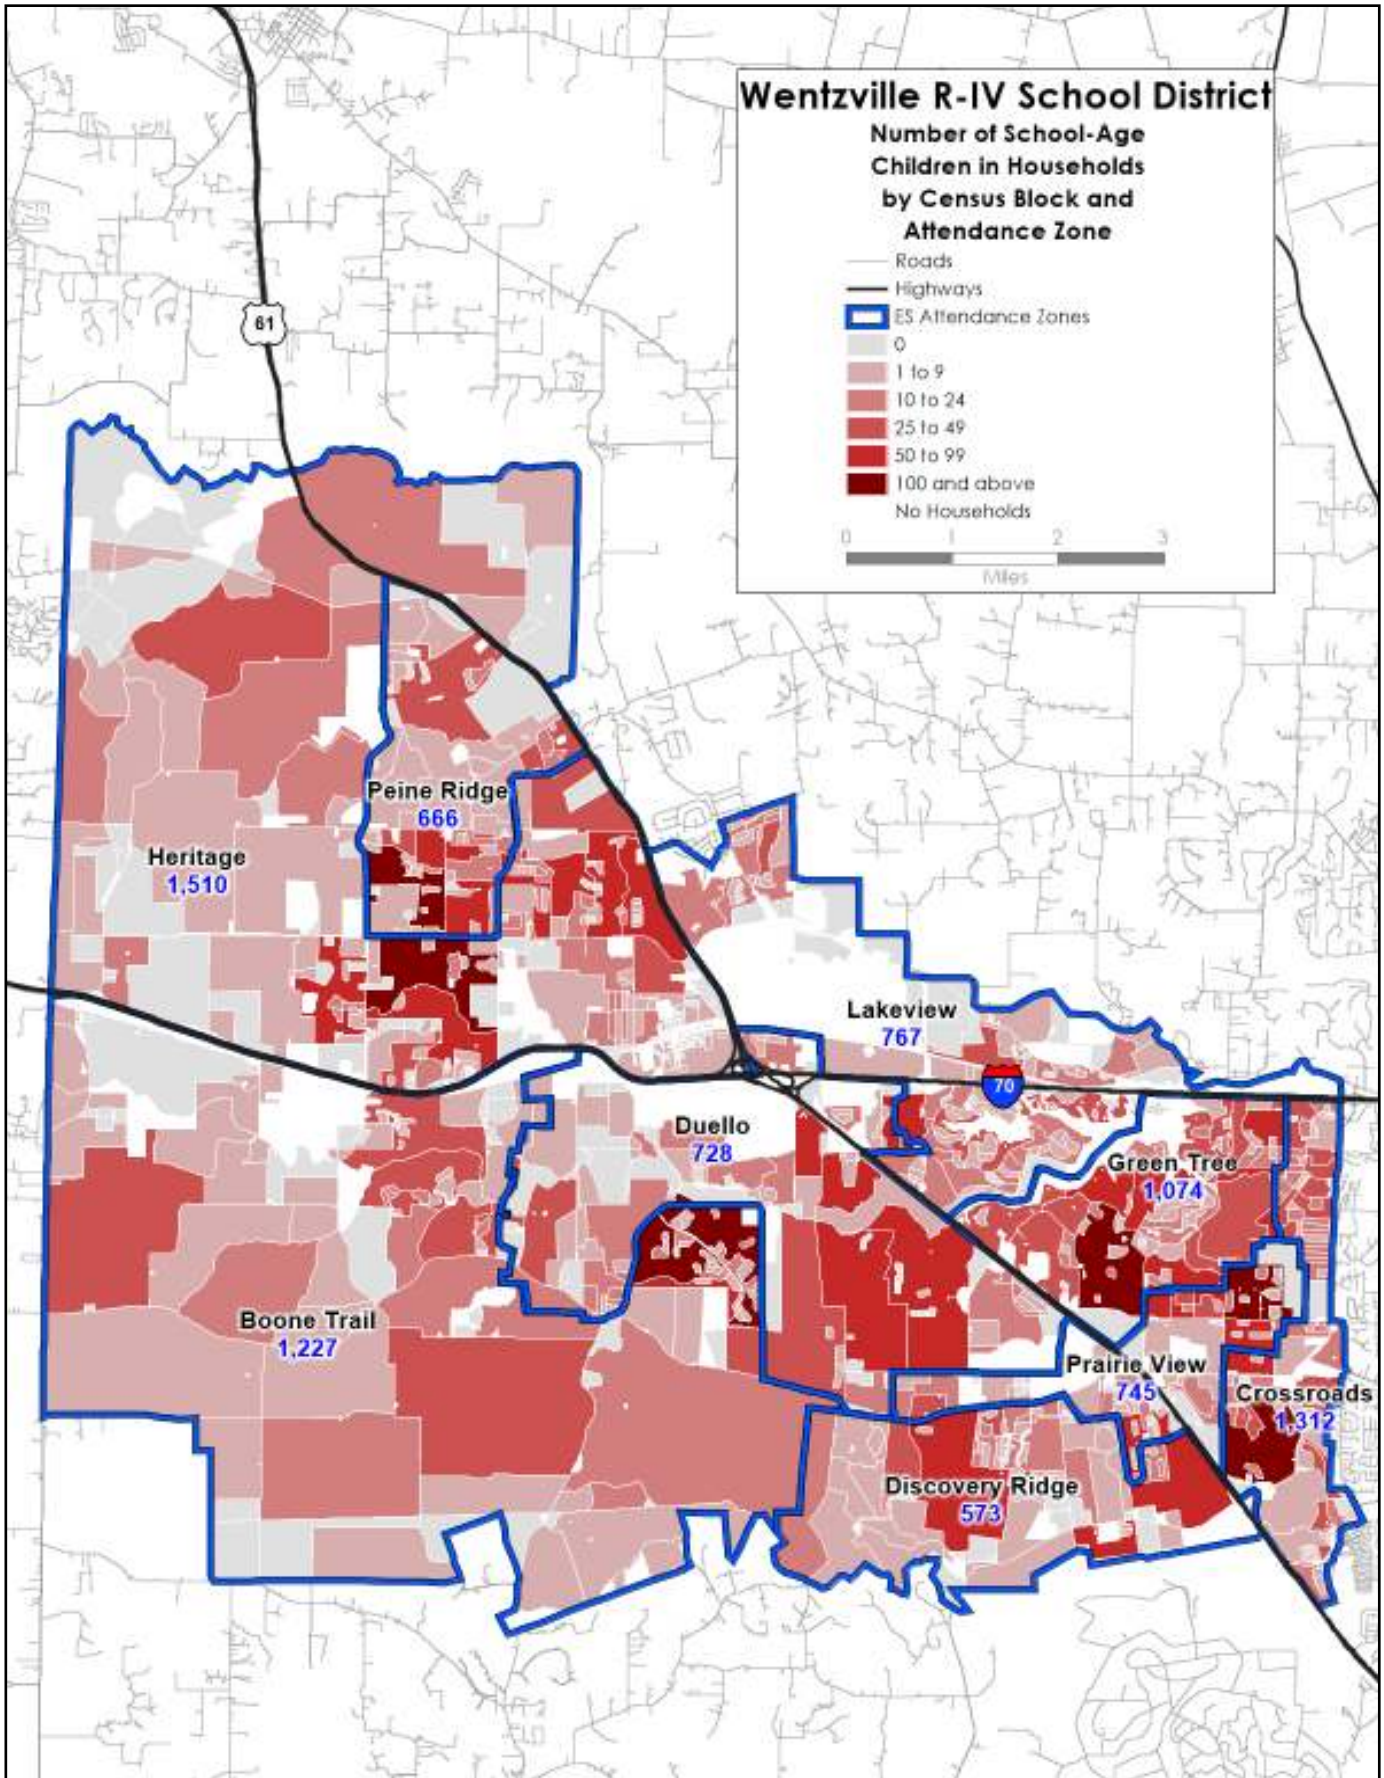 Wentzville R-IV School District
Number of School-Age
Children in Households
by Census Block and
Attendance Zone
Roads
Highways
ES Attendance Zones
0
1 to 9
10 to 24
25 to 49
50 to 99
100 and above
No Households
0 1 2 3
Miles
61
Peine Ridge
666
Heritage
1,510
Lakeview
767
70
Duello
728
Green Tree
1,074
Boone Trail
1,227
Prairie View
745
Crossroads
1,312
Discovery Ridge
573